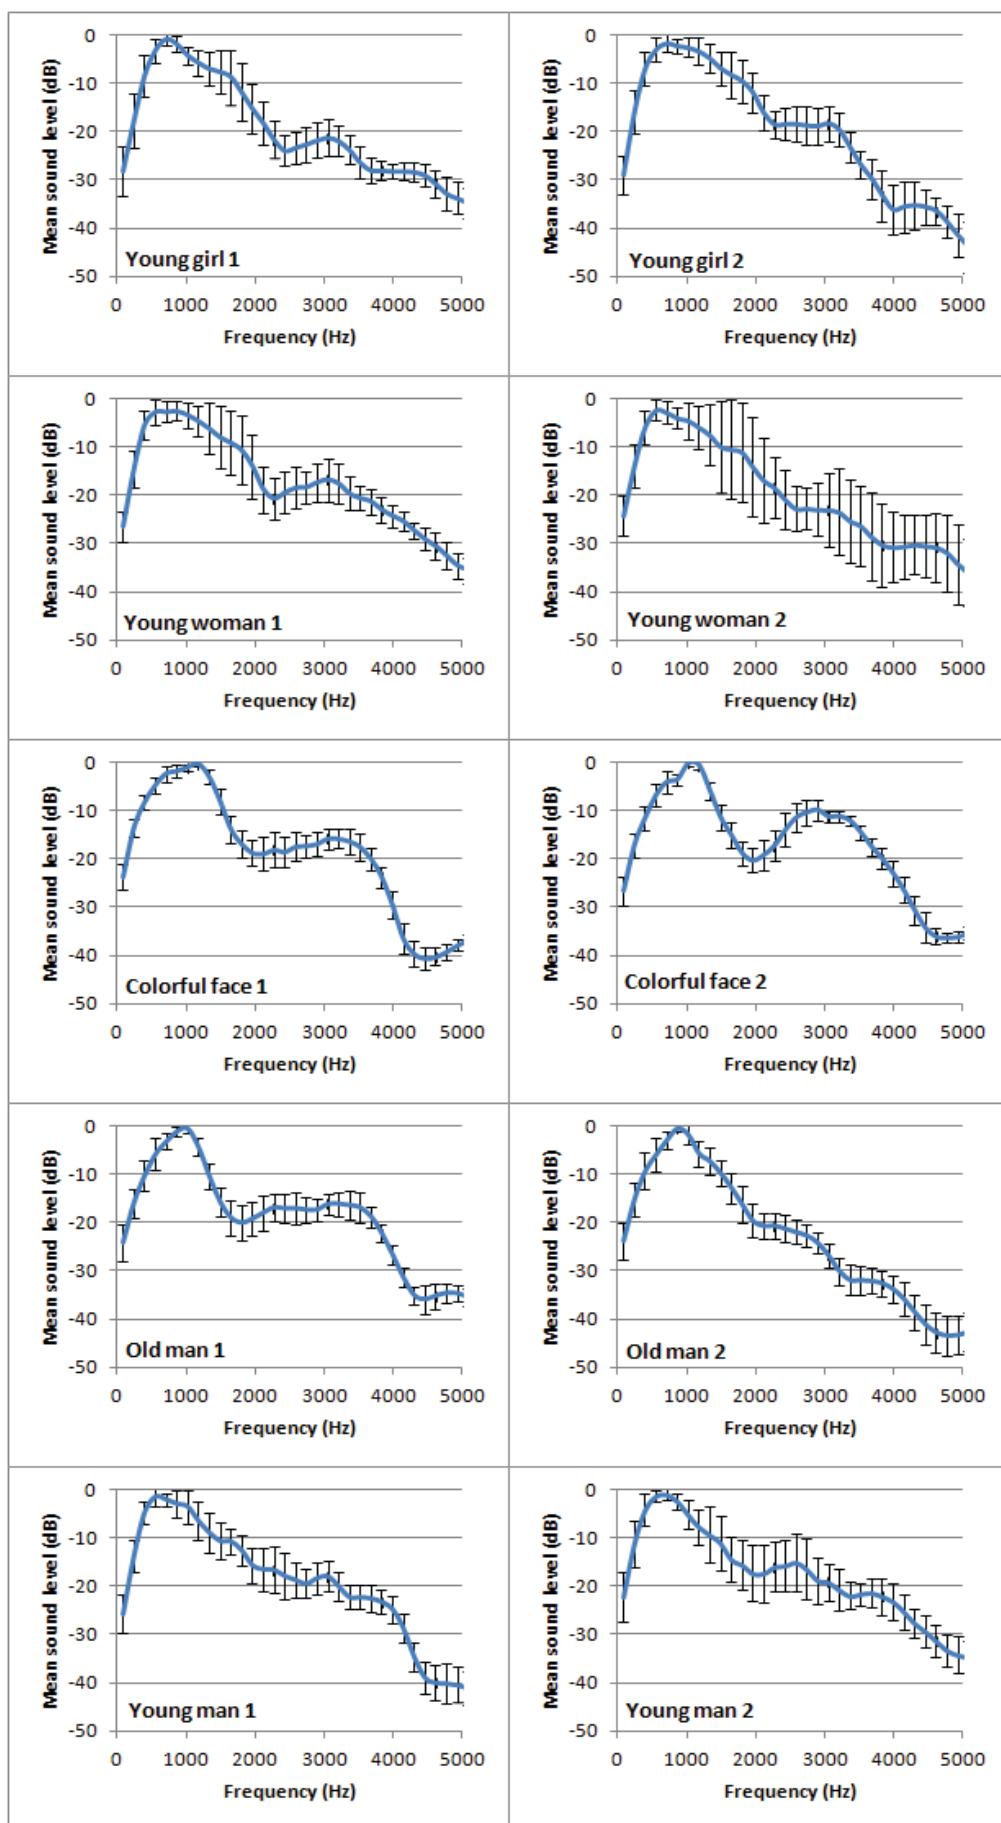 Mean sound level (dB)
0
-10
-20
-30
-40
-50
Young girl 1
0 1000 2000 3000 4000 5000
Frequency (Hz)
Mean sound level (dB)
0
-10
-20
-30
-40
-50
Young girl 2
0 1000 2000 3000 4000 5000
Frequency (Hz)
Mean sound level (dB)
0
-10
-20
-30
-40
-50
Young woman 1
0 1000 2000 3000 4000 5000
Frequency (Hz)
Mean sound level (dB)
0
-10
-20
-30
-40
-50
Young woman 2
0 1000 2000 3000 4000 5000
Frequency (Hz)
Mean sound level (dB)
0
-10
-20
-30
-40
-50
Colorful face 1
0 1000 2000 3000 4000 5000
Frequency (Hz)
Mean sound level (dB)
0
-10
-20
-30
-40
-50
Colorful face 2
0 1000 2000 3000 4000 5000
Frequency (Hz)
Mean sound level (dB)
0
-10
-20
-30
-40
-50
Old man 1
0 1000 2000 3000 4000 5000
Frequency (Hz)
Mean sound level (dB)
0
-10
-20
-30
-40
-50
Old man 2
0 1000 2000 3000 4000 5000
Frequency (Hz)
Mean sound level (dB)
0
-10
-20
-30
-40
-50
Young man 1
0 1000 2000 3000 4000 5000
Frequency (Hz)
Mean sound level (dB)
0
-10
-20
-30
-40
-50
Young man 2
0 1000 2000 3000 4000 5000
Frequency (Hz)